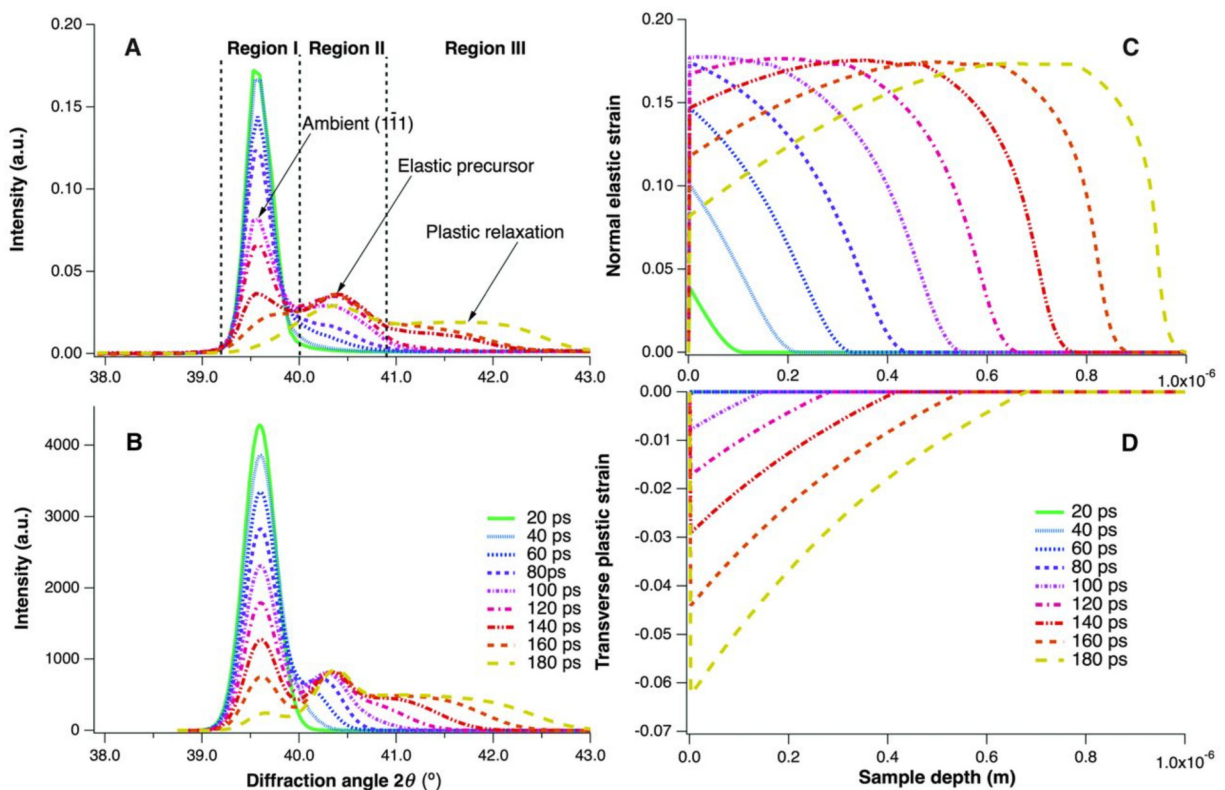 A
Region I
Region II
Region III
Ambient (111)
Elastic precursor
Plastic relaxation
Intensity (a.u.)
0.20
0.15
0.10
0.05
0.00
38.0
39.0
40.0
41.0
42.0
43.0
B
Intensity (a.u.)
4000
3000
2000
1000
0
20 ps
40 ps
60 ps
80ps
100 ps
120 ps
140 ps
160 ps
180 ps
38.0
39.0
40.0
41.0
42.0
43.0
Diffraction angle 2θ (°)
C
Normal elastic strain
0.20
0.15
0.10
0.05
0.00
0.0
0.2
0.4
0.6
0.8
1.0x10⁻⁶
D
Transverse plastic strain
0.00
-0.01
-0.02
-0.03
-0.04
-0.05
-0.06
-0.07
20 ps
40 ps
60 ps
80 ps
100 ps
120 ps
140 ps
160 ps
180 ps
0.0
0.2
0.4
0.6
0.8
1.0x10⁻⁶
Sample depth (m)